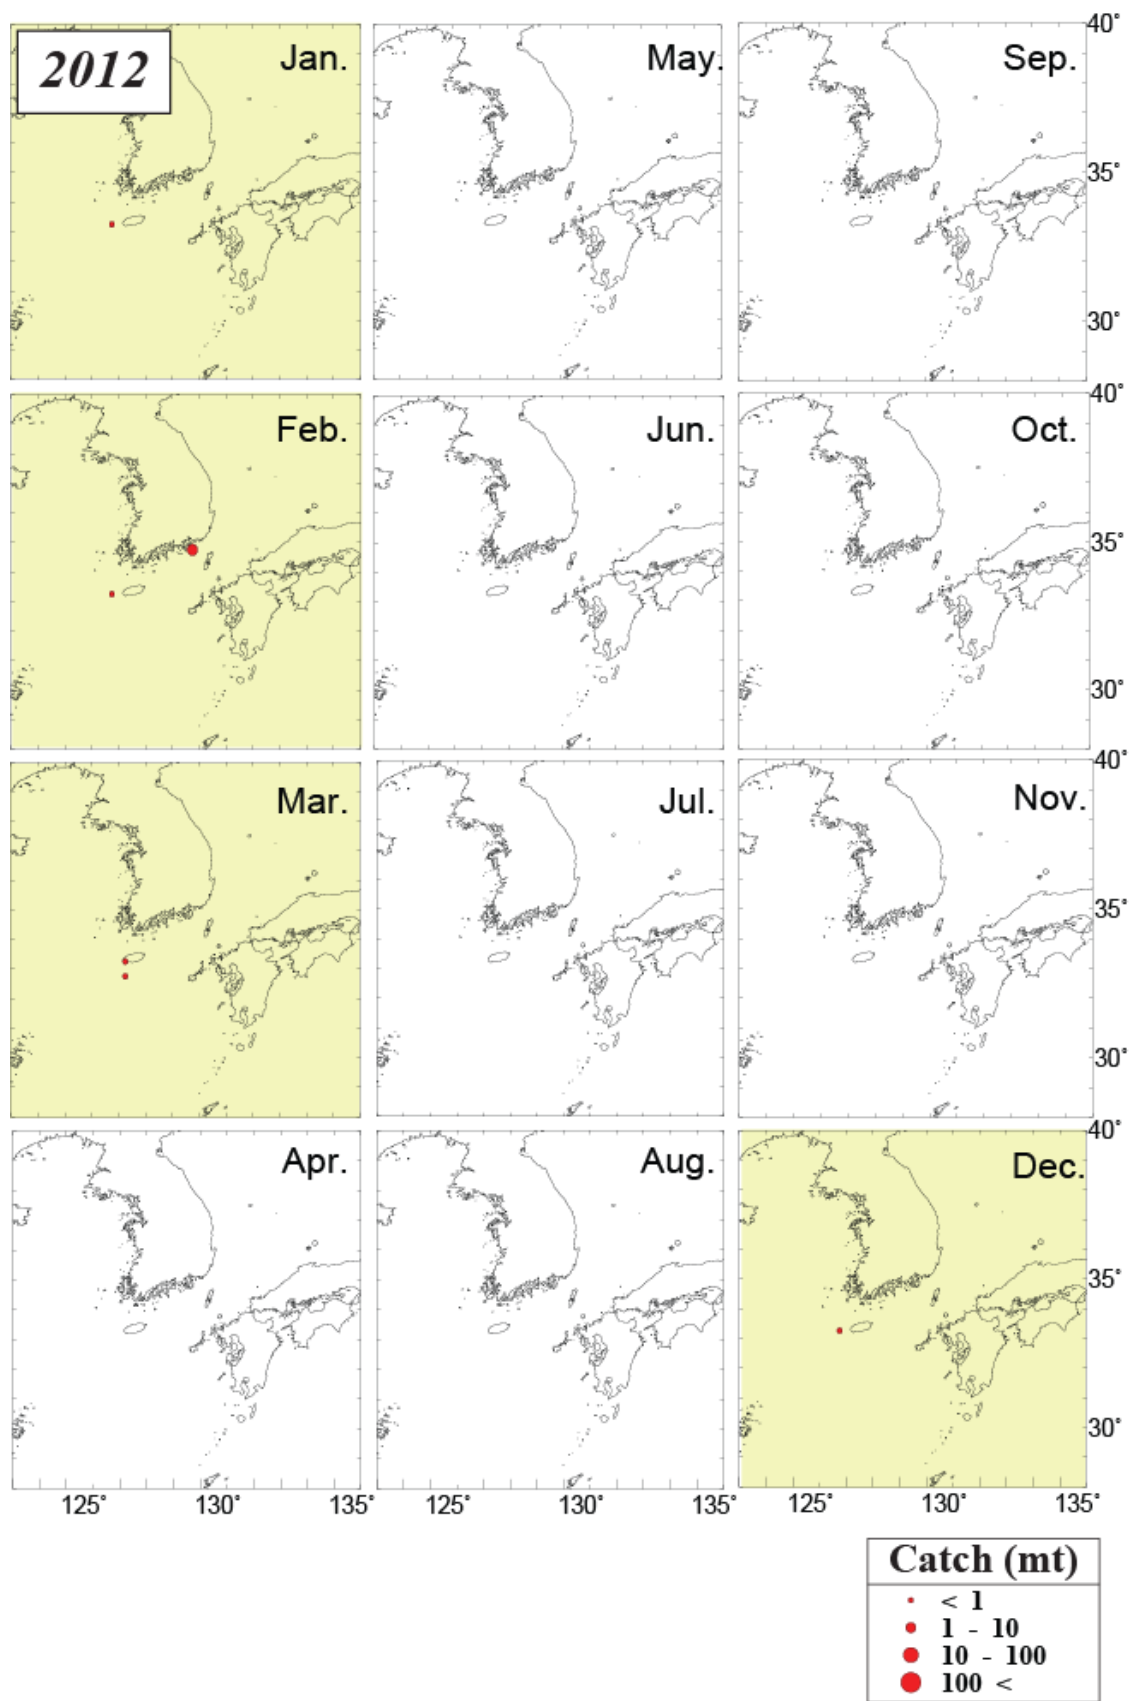 2012
Jan.
May.
Sep.
40°
35°
30°
Feb.
Jun.
Oct.
40°
35°
30°
Mar.
Jul.
Nov.
40°
35°
30°
Apr.
Aug.
Dec.
40°
35°
30°
125° 130° 135° 125° 130° 135° 125° 130° 135°
Catch (mt)
< 1
1 - 10
10 - 100
100 <